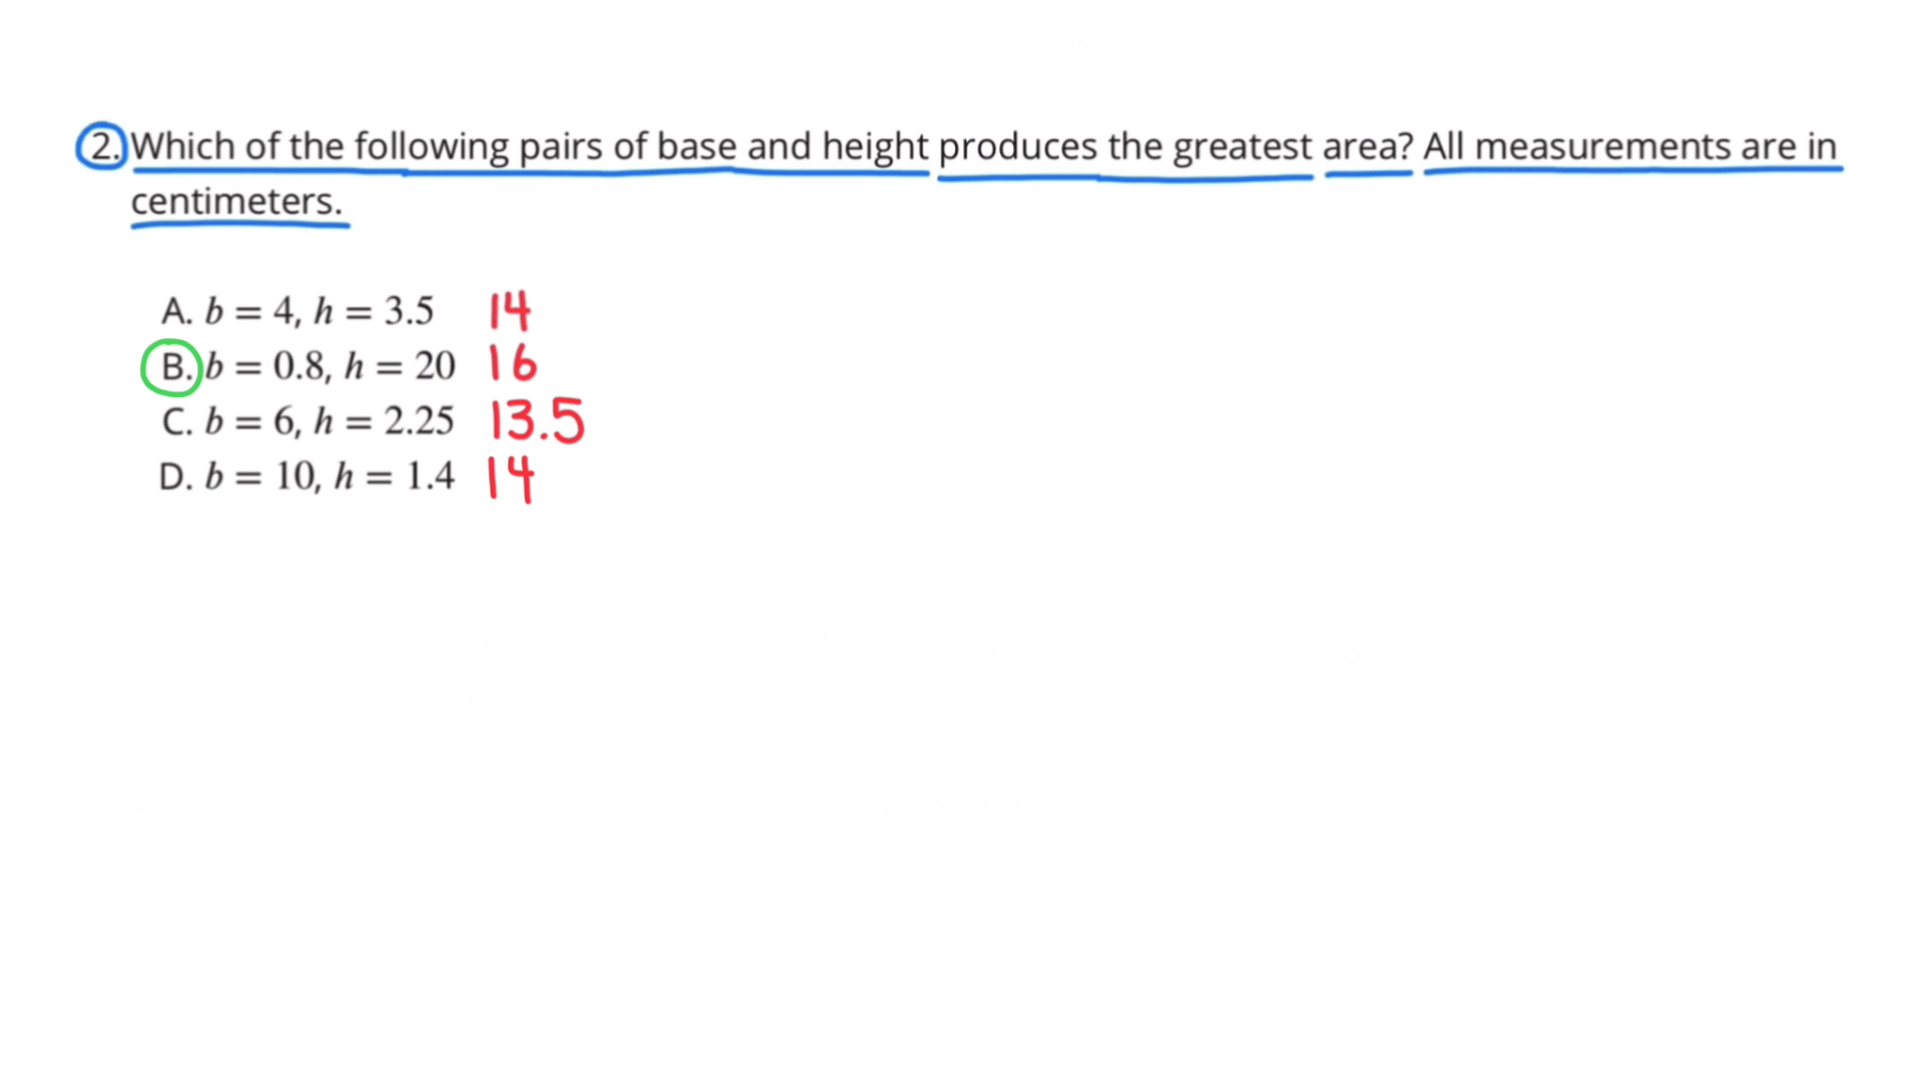 2. Which of the following pairs of base and height produces the greatest area? All measurements are in
centimeters.
A. b = 4, h = 3.5 14
B. b = 0.8, h = 20 16
C. b = 6, h = 2.25 13.5
D. b = 10, h = 1.4 14